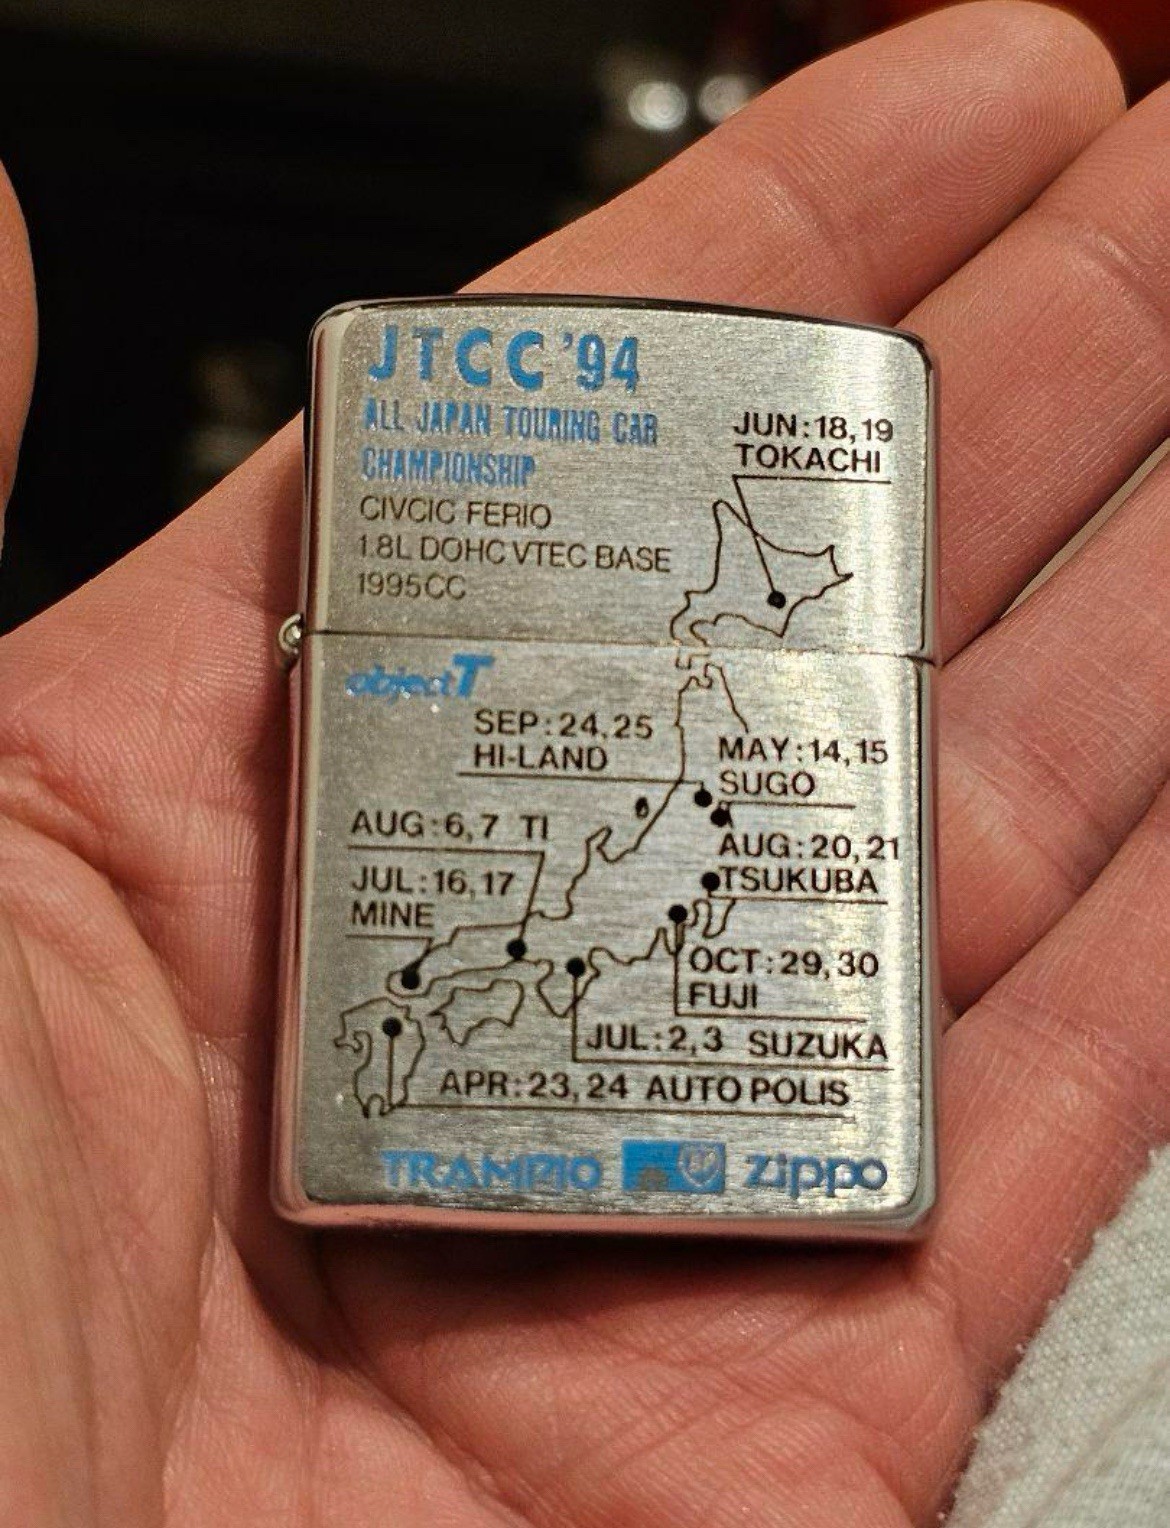 JTCC '94
ALL JAPAN TOURING CAR
CHAMPIONSHIP
CIVCIC FERIO
1.8L DOHC VTEC BASE
1995CC
JUN:18,19
TOKACHI
objectT
SEP:24,25
HI-LAND
MAY:14,15
SUGO
AUG:6,7 TI
AUG:20,21
TSUKUBA
JUL:16,17
MINE
OCT:29,30
FUJI
JUL:2,3 SUZUKA
APR:23,24 AUTO POLIS
TRAMPIO BP zippo